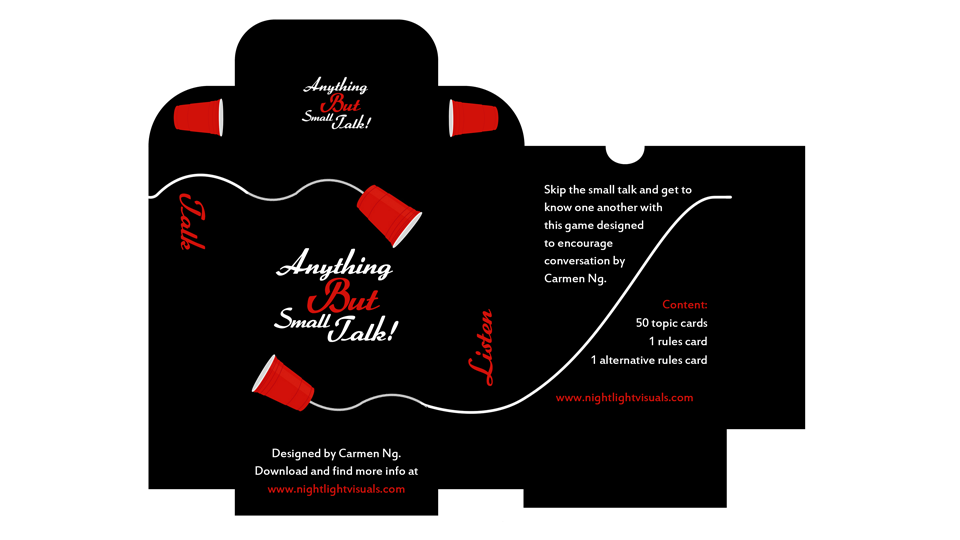 Anything
But
Small Talk!
Talk
Anything
But
Small Talk!
Listen
Designed by Carmen Ng.
Download and find more info at
www.nightlightvisuals.com
Skip the small talk and get to
know one another with
this game designed
to encourage
conversation by
Carmen Ng.
Content:
50 topic cards
1 rules card
1 alternative rules card
www.nightlightvisuals.com